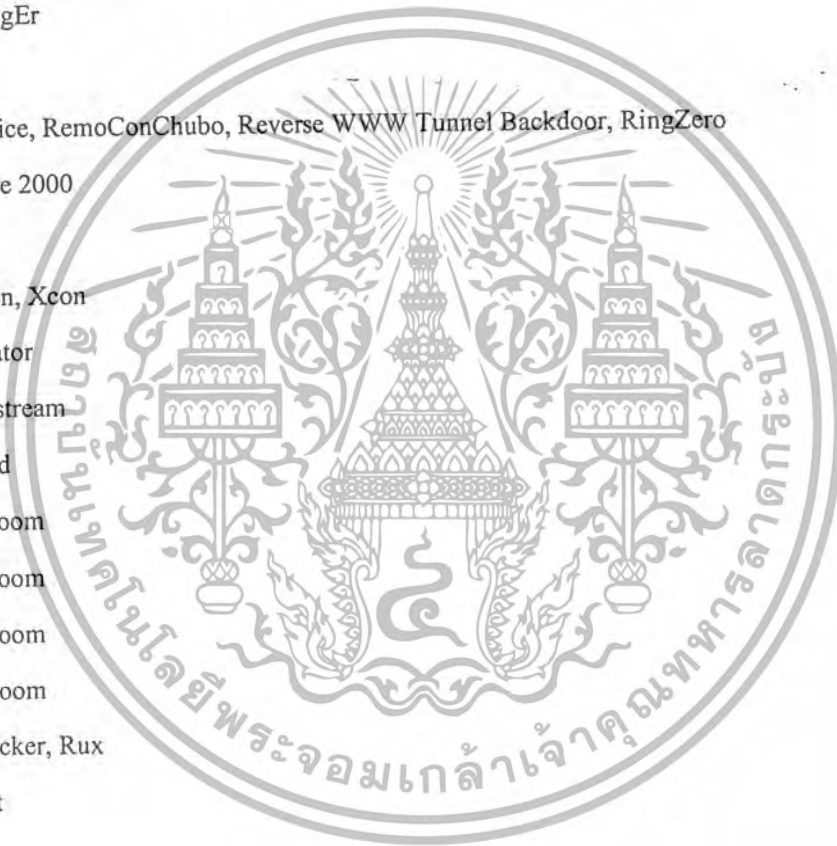 gEr
ice, RemoConChubo, Reverse WWW Tunnel Backdoor, RingZero
e 2000
n, Xcon
ator
stream
d
oom
oom
oom
oom
cker, Rux
t
สถาบันเทคโนโลยีพระจอมเกล้าเจ้าคุณทหารลาดกระบัง
๔